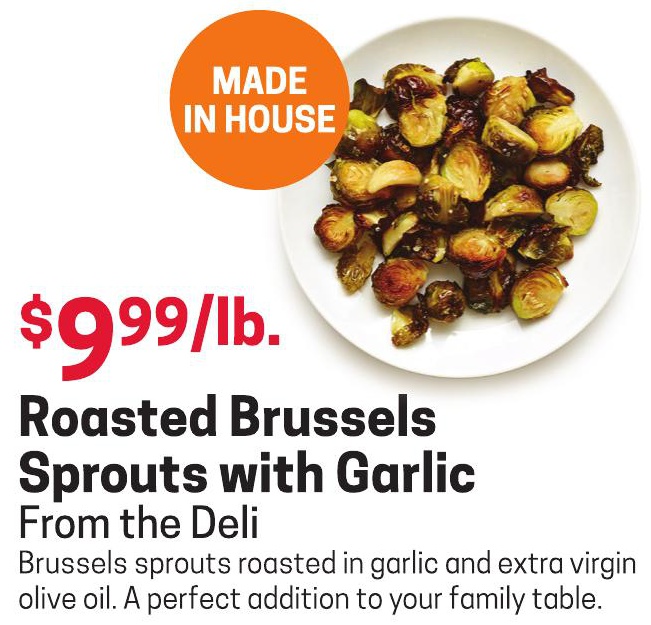 MADE
IN HOUSE
$9.99/lb.
Roasted Brussels
Sprouts with Garlic
From the Deli
Brussels sprouts roasted in garlic and extra virgin
olive oil. A perfect addition to your family table.